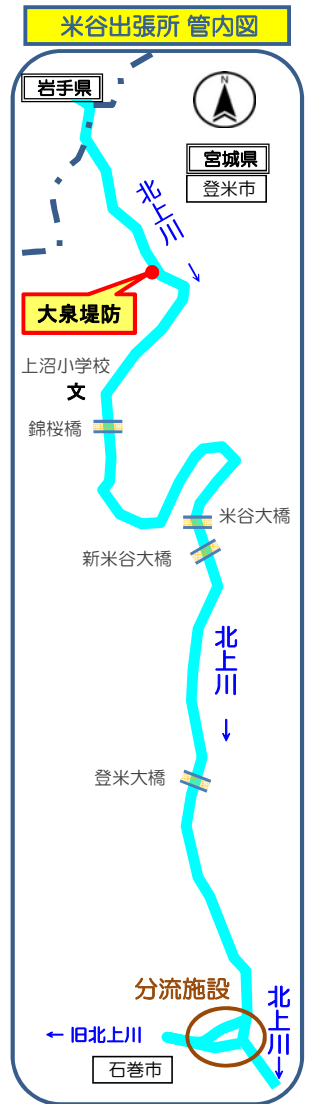 米谷出張所 管内図
岩手県
宮城県
登米市
北上川
→
大泉堤防
上沼小学校
文
錦桜橋
米谷大橋
新米谷大橋
北上川
→
登米大橋
分流施設
北上川
→
← 旧北上川
石巻市